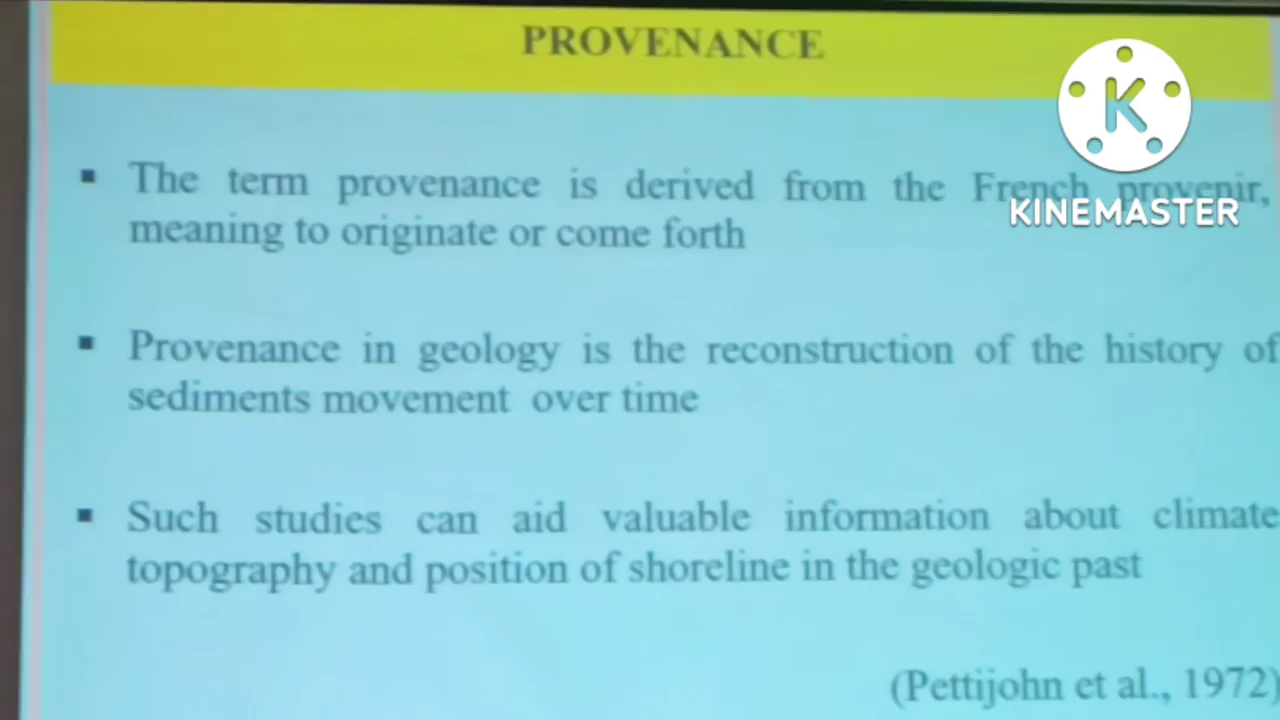 PROVENANCE
K
KINEMASTER
▪ The term provenance is derived from the French provenir,
meaning to originate or come forth
▪ Provenance in geology is the reconstruction of the history of
sediments movement over time
▪ Such studies can aid valuable information about climate
topography and position of shoreline in the geologic past
(Pettijohn et al., 1972)